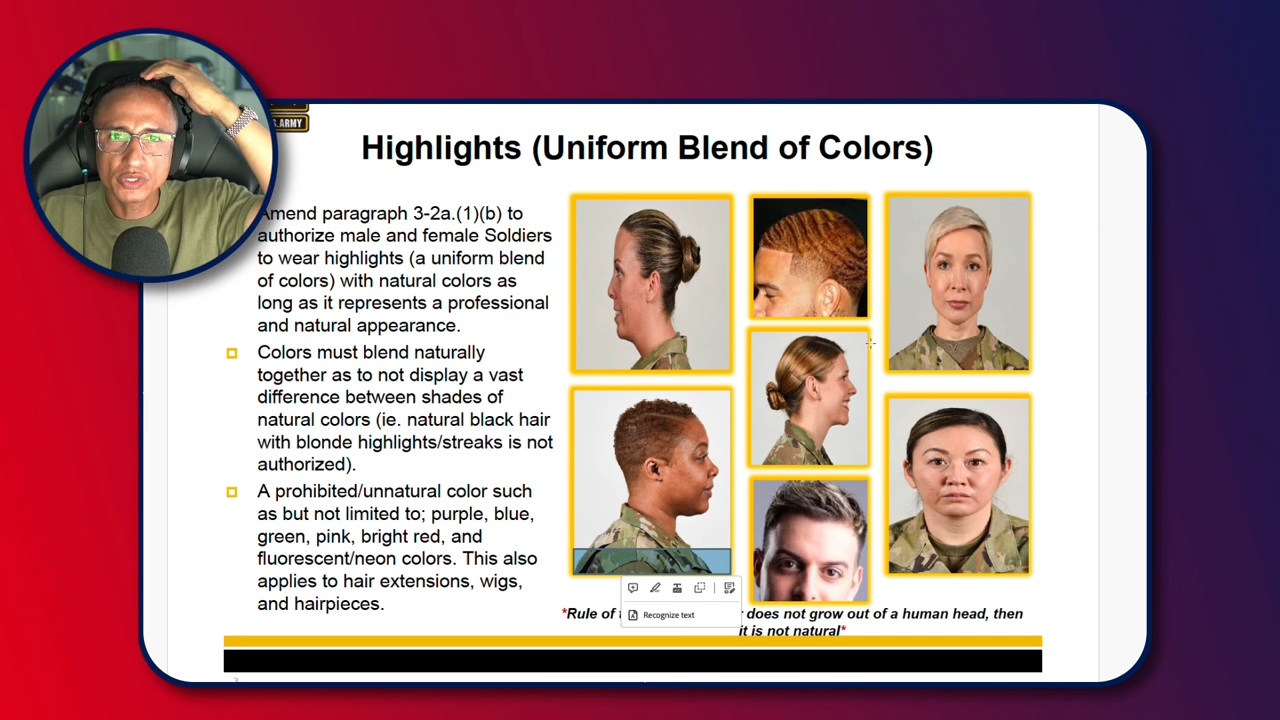 .ARMY
Highlights (Uniform Blend of Colors)
Amend paragraph 3-2a.(1)(b) to
authorize male and female Soldiers
to wear highlights (a uniform blend
of colors) with natural colors as
long as it represents a professional
and natural appearance.
Colors must blend naturally
together as to not display a vast
difference between shades of
natural colors (ie. natural black hair
with blonde highlights/streaks is not
authorized).
A prohibited/unnatural color such
as but not limited to; purple, blue,
green, pink, bright red, and
fluorescent/neon colors. This also
applies to hair extensions, wigs,
and hairpieces.
Recognize text
*Rule of does not grow out of a human head, then
it is not natural*